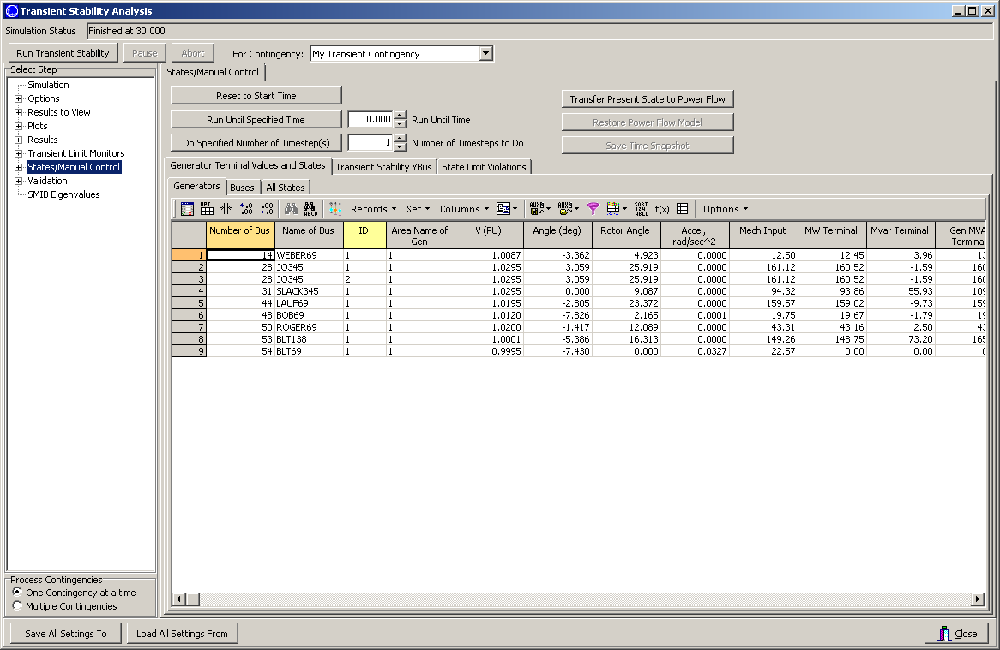 Transient Stability Analysis
Simulation Status Finished at 30.000
Run Transient Stability Pause Abort For Contingency: My Transient Contingency
Select Step
Simulation
Options
Results to View
Plots
Results
Transient Limit Monitors
States/Manual Control
Validation
SMIB Eigenvalues
Process Contingencies
One Contingency at a time
Multiple Contingencies
States/Manual Control
Reset to Start Time Transfer Present State to Power Flow
Run Until Specified Time 0.000 Run Until Time Restore Power Flow Model
Do Specified Number of Timestep(s) 1 Number of Timesteps to Do Save Time Snapshot
Generator Terminal Values and States Transient Stability YBus State Limit Violations
Generators Buses All States
Records Set Columns AUXB AUXB SORT 124 ABCD f(x) Options
Number of Bus Name of Bus ID Area Name of Gen V (PU) Angle (deg) Rotor Angle Accel, rad/sec^2 Mech Input MW Terminal Mvar Terminal Gen MVA Termina
1 14 WEBER69 1 1 1.0087 -3.362 4.923 0.0000 12.50 12.45 3.96 13
2 28 JO345 1 1 1.0295 3.059 25.919 0.0000 161.12 160.52 -1.59 160
3 28 JO345 2 1 1.0295 3.059 25.919 0.0000 161.12 160.52 -1.59 160
4 31 SLACK345 1 1 1.0295 0.000 9.087 0.0000 94.32 93.86 55.93 109
5 44 LAUF69 1 1 1.0195 -2.805 23.372 0.0000 159.57 159.02 -9.73 159
6 48 BOB69 1 1 1.0120 -7.826 2.165 0.0001 19.75 19.67 -1.79 19
7 50 ROGER69 1 1 1.0200 -1.417 12.089 0.0000 43.31 43.16 2.50 43
8 53 BLT138 1 1 1.0001 -5.386 16.313 0.0000 149.26 148.75 73.20 165
9 54 BLT69 1 1 0.9995 -7.430 0.000 0.0327 22.57 0.00 0.00
Save All Settings To Load All Settings From Close